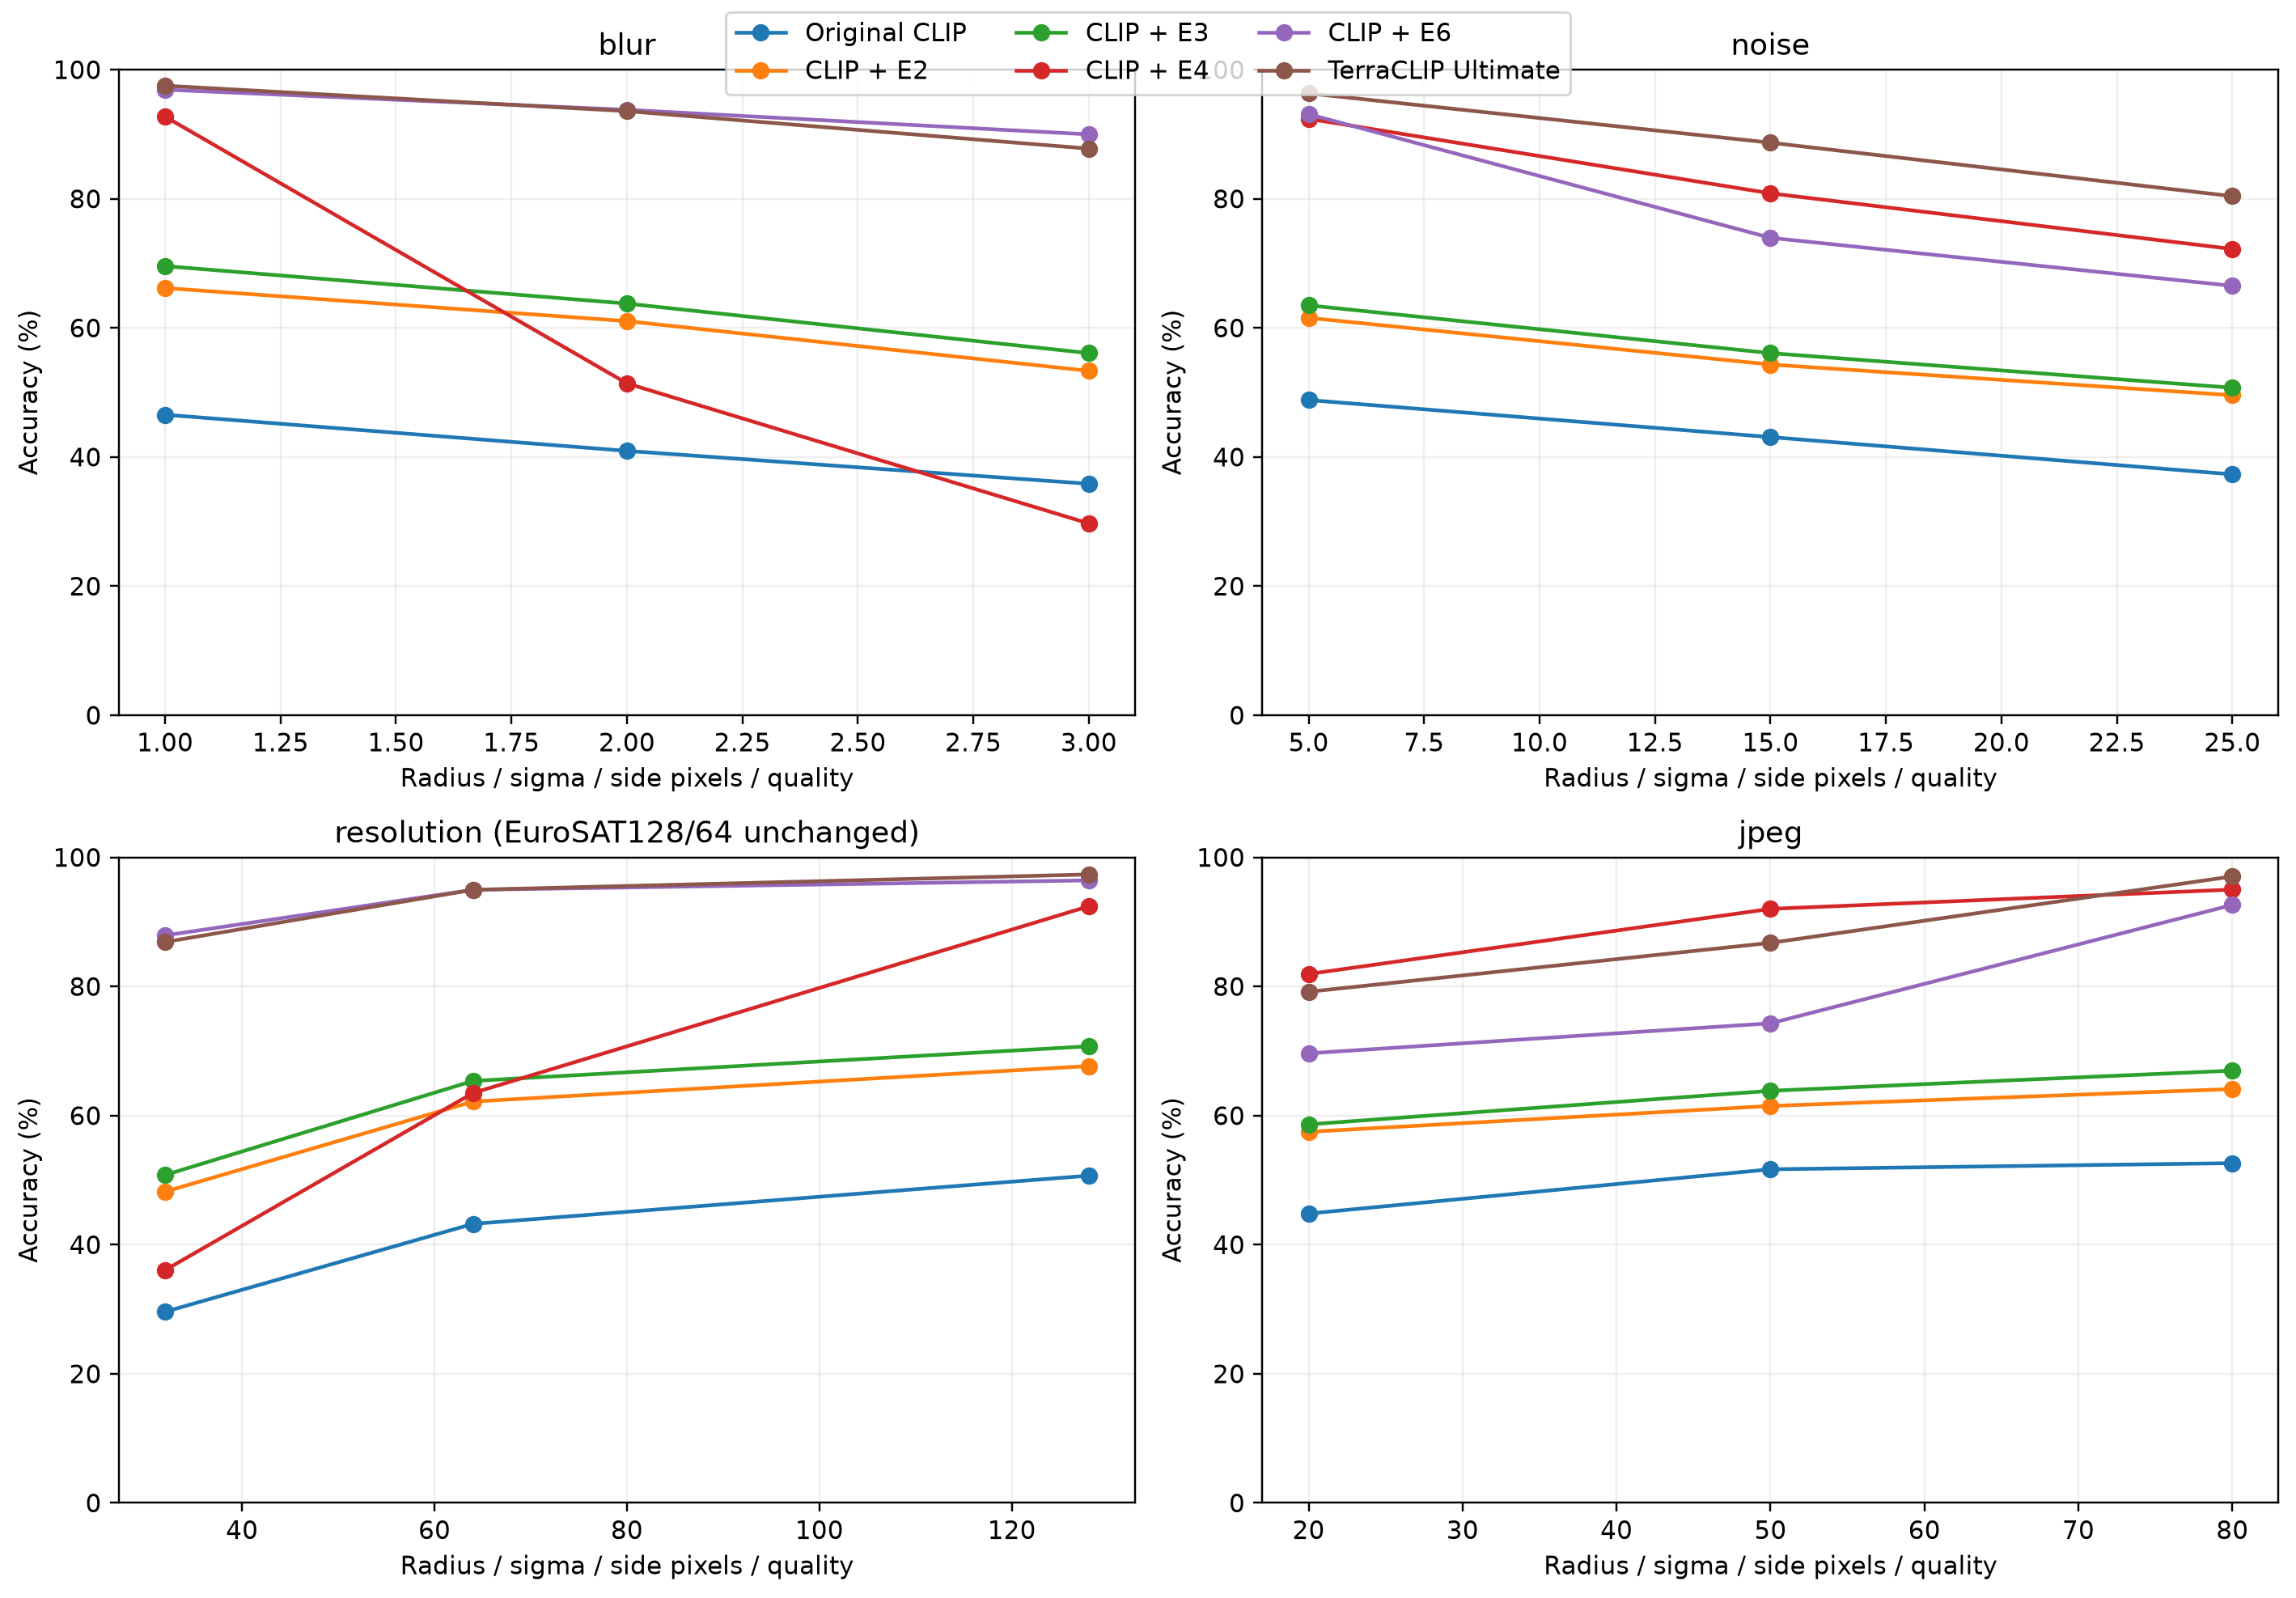 Original CLIP
CLIP + E2
CLIP + E3
CLIP + E4
CLIP + E6
TerraCLIP Ultimate
blur
Accuracy (%)
100
80
60
40
20
0
1.00 1.25 1.50 1.75 2.00 2.25 2.50 2.75 3.00
Radius / sigma / side pixels / quality
noise
Accuracy (%)
100
80
60
40
20
0
5.0 7.5 10.0 12.5 15.0 17.5 20.0 22.5 25.0
Radius / sigma / side pixels / quality
resolution (EuroSAT128/64 unchanged)
Accuracy (%)
100
80
60
40
20
0
40 60 80 100 120
Radius / sigma / side pixels / quality
jpeg
Accuracy (%)
100
80
60
40
20
0
20 30 40 50 60 70 80
Radius / sigma / side pixels / quality